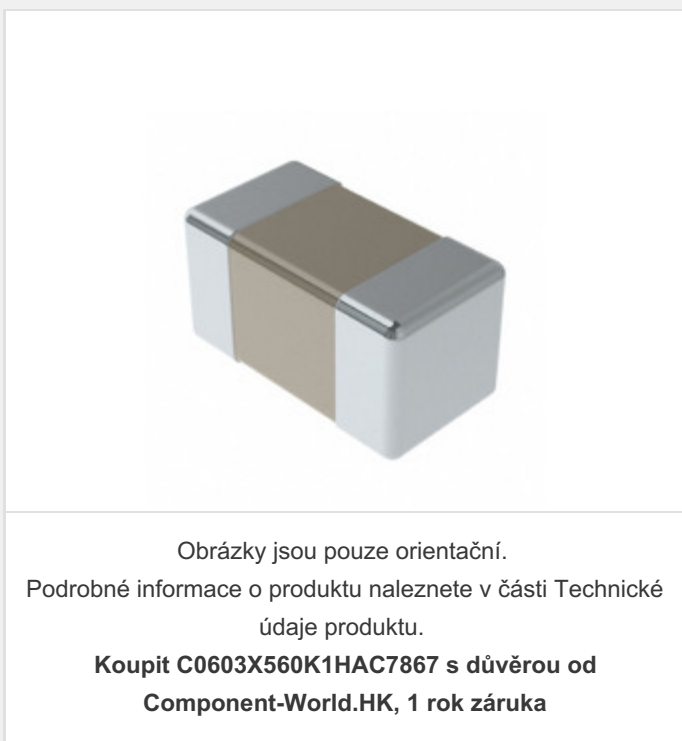 Obrázky jsou pouze orientační.
Podrobné informace o produktu naleznete v části Technické
údaje produktu.
Koupit C0603X560K1HAC7867 s důvěrou od
Component-World.HK, 1 rok záruka